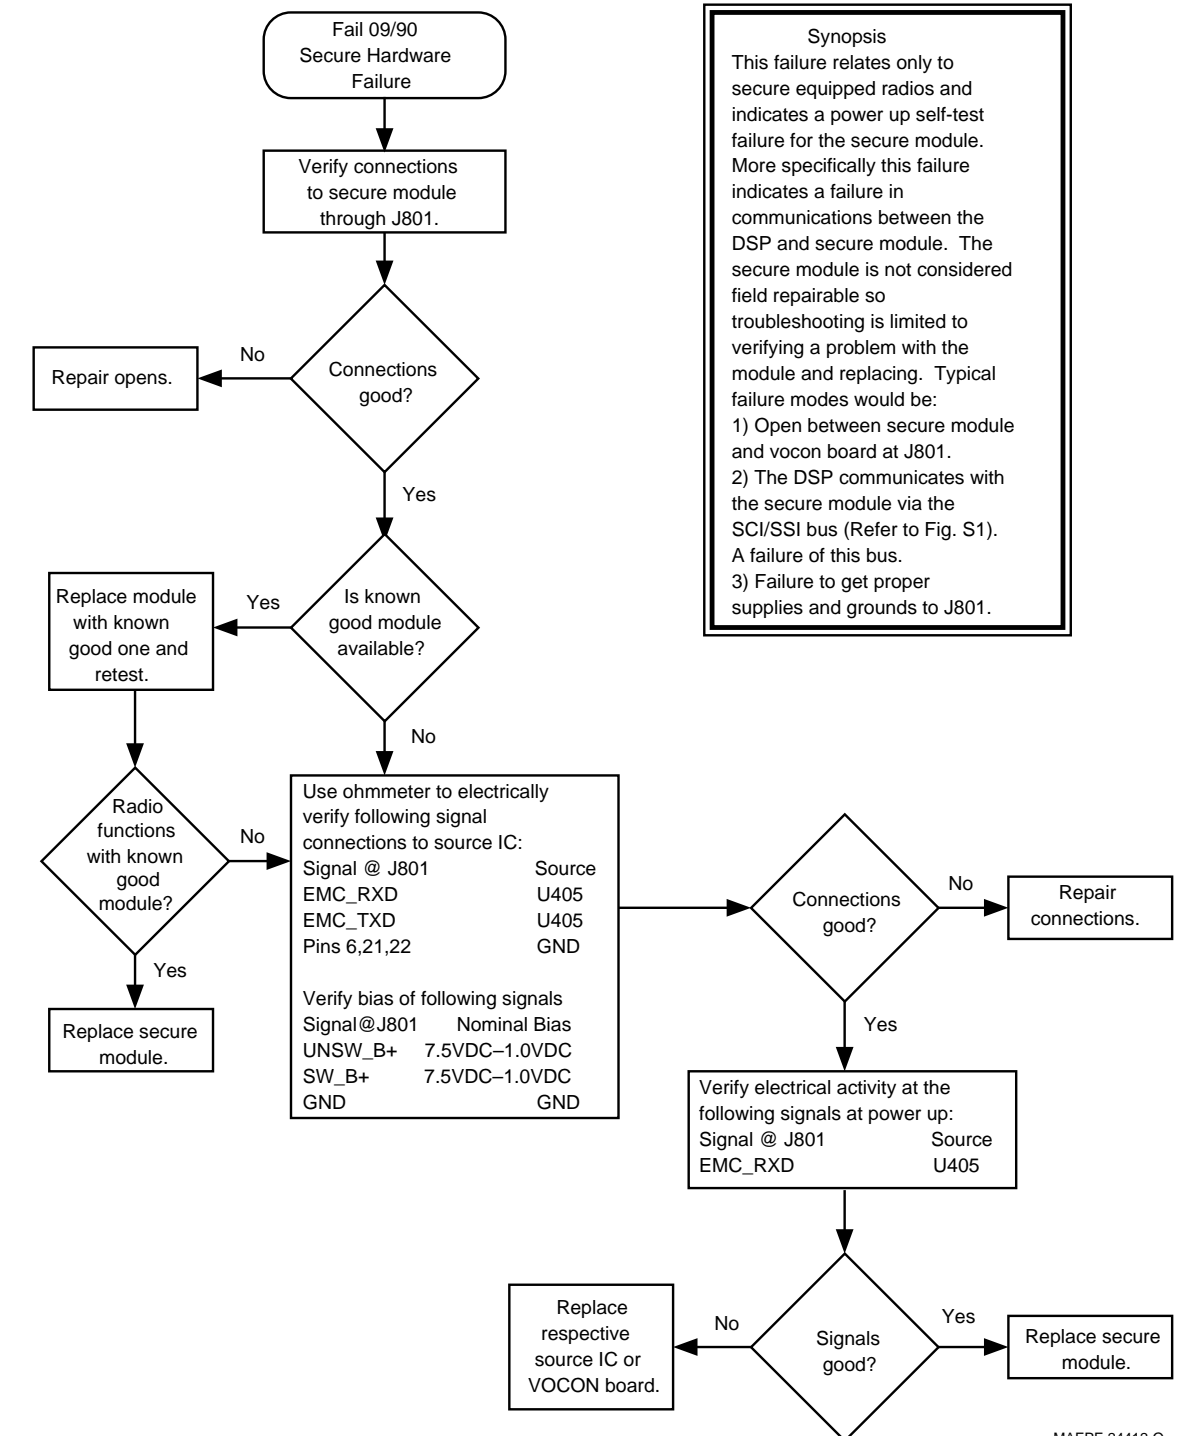 Fail 09/90
Secure Hardware
Failure
Verify connections
to secure module
through J801.
Connections
good?
No
Repair opens.
Yes
Is known
good module
available?
Yes
Replace module
with known
good one and
retest.
No
Radio
functions
with known
good
module?
No
Yes
Replace secure
module.
Use ohmmeter to electrically
verify following signal
connections to source IC:
Signal @ J801 Source
EMC_RXD U405
EMC_TXD U405
Pins 6,21,22 GND
Verify bias of following signals
Signal@J801 Nominal Bias
UNSW_B+ 7.5VDC–1.0VDC
SW_B+ 7.5VDC–1.0VDC
GND GND
Connections
good?
No
Repair
connections.
Yes
Verify electrical activity at the
following signals at power up:
Signal @ J801 Source
EMC_RXD U405
Signals
good?
No
Replace
respective
source IC or
VOCON board.
Yes
Replace secure
module.
Synopsis
This failure relates only to
secure equipped radios and
indicates a power up self-test
failure for the secure module.
More specifically this failure
indicates a failure in
communications between the
DSP and secure module. The
secure module is not considered
field repairable so
troubleshooting is limited to
verifying a problem with the
module and replacing. Typical
failure modes would be:
1) Open between secure module
and vocon board at J801.
2) The DSP communicates with
the secure module via the
SCI/SSI bus (Refer to Fig. S1).
A failure of this bus.
3) Failure to get proper
supplies and grounds to J801.